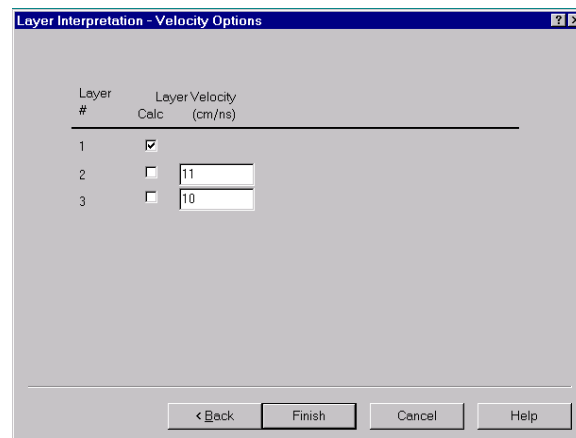 Layer Interpretation - Velocity Options
Layer Layer Velocity
# Calc (cm/ns)
1
2 11
3 10
< Back Finish Cancel Help